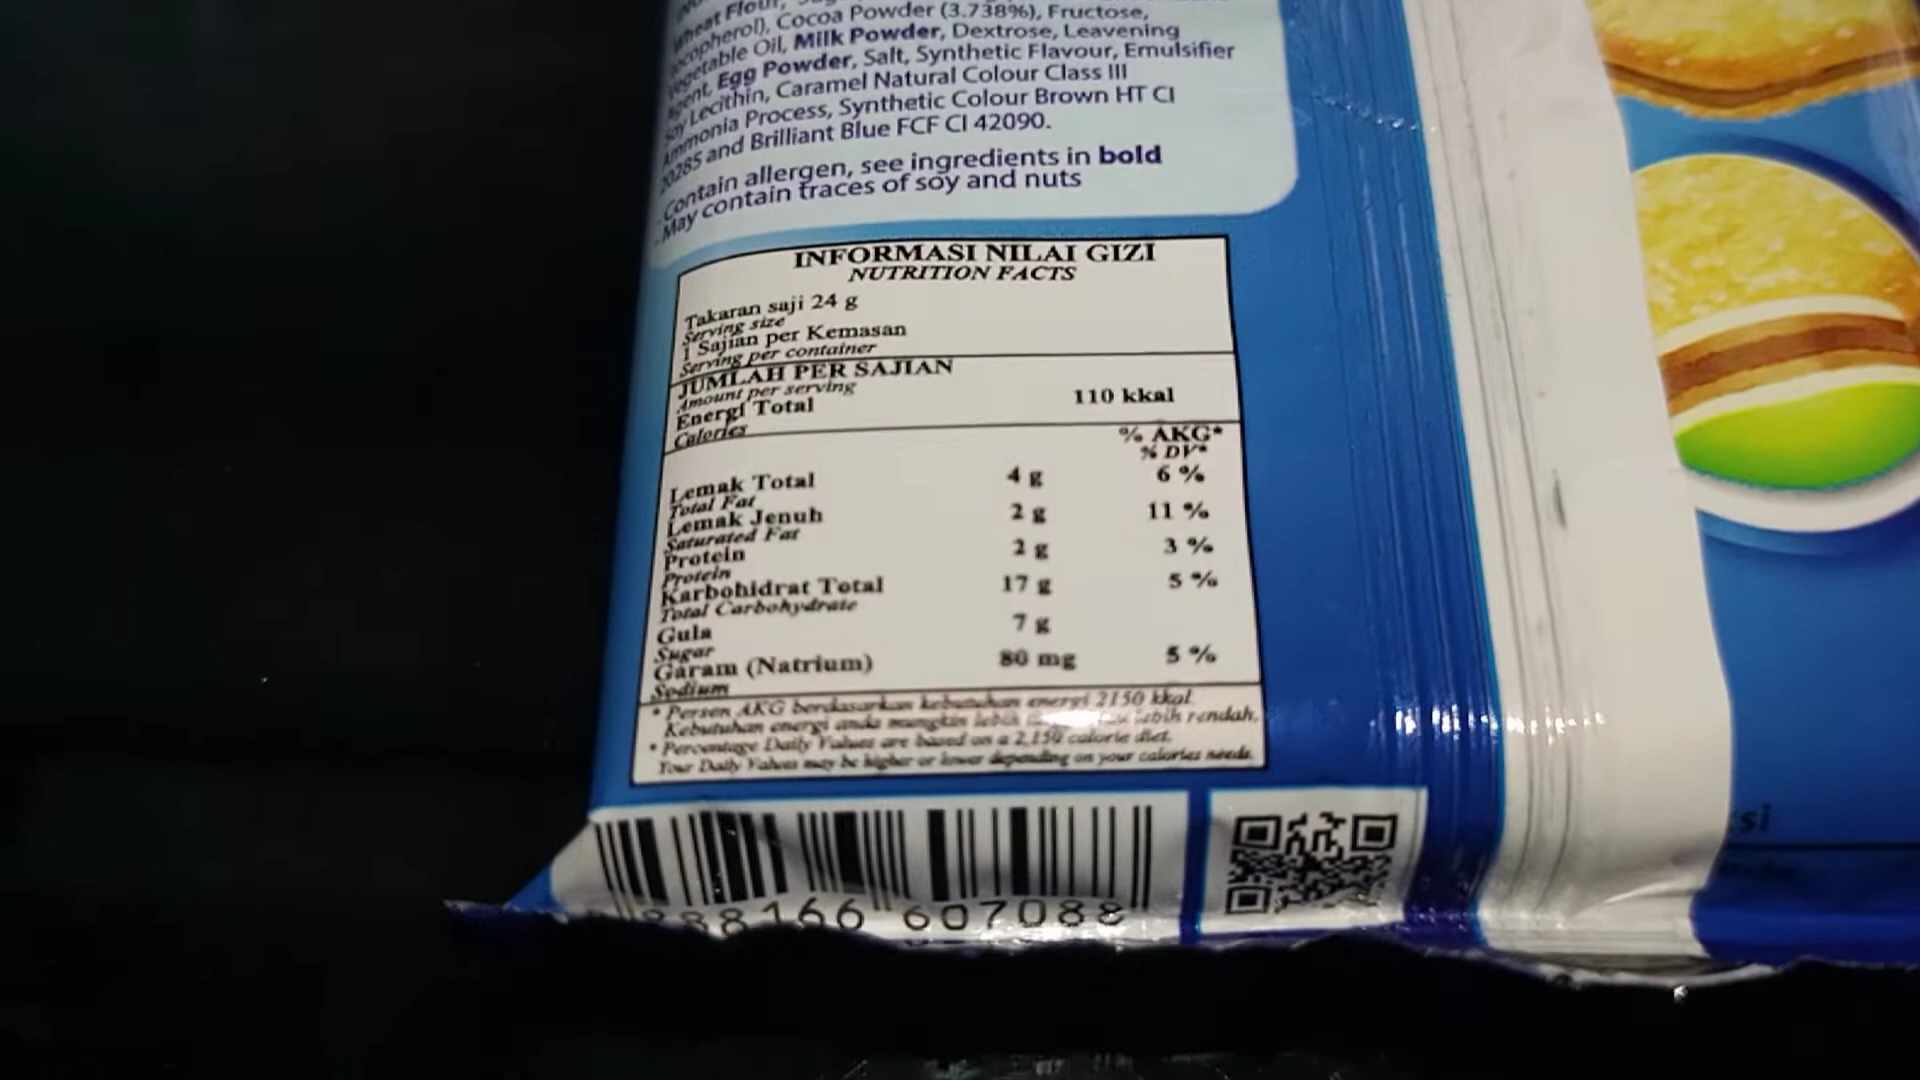 Wheat Flour,
Tocopherol), Cocoa Powder (3.738%), Fructose,
Vegetable Oil, Milk Powder, Dextrose, Leavening
Agent, Egg Powder, Salt, Synthetic Flavour, Emulsifier
Soy Lecithin, Caramel Natural Colour Class III
Ammonia Process, Synthetic Colour Brown HT CI
20285 and Brilliant Blue FCF CI 42090.
-Contain allergen, see ingredients in bold
-May contain traces of soy and nuts
INFORMASI NILAI GIZI
NUTRITION FACTS
Takaran saji 24 g
Serving size
1 Sajian per Kemasan
Serving per container
JUMLAH PER SAJIAN
Amount per serving
Energi Total 110 kkal
Calories
% AKG*
% DV*
Lemak Total 4 g 6 %
Total Fat
Lemak Jenuh 2 g 11 %
Saturated Fat
Protein 2 g 3 %
Protein
Karbohidrat Total 17 g 5 %
Total Carbohydrate
Gula 7 g
Sugar
Garam (Natrium) 80 mg 5 %
Sodium
* Persen AKG berdasarkan kebutuhan energi 2150 kkal.
Kebutuhan energi anda mungkin lebih lebih rendah.
* Percentage Daily Values are based on a 2,150 calorie diet.
Your Daily Values may be higher or lower depending on your calories needs.
888166 607088
si